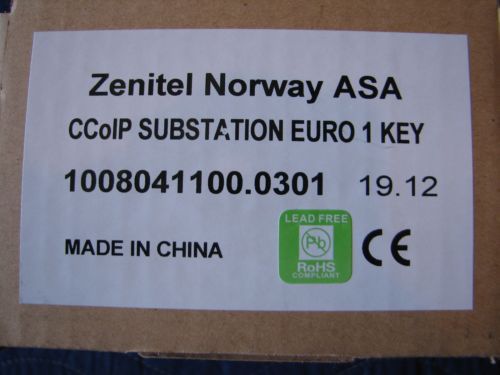 Zenitel Norway ASA
CCoIP SUBSTATION EURO 1 KEY
1008041100.0301 19.12
LEAD FREE
Pb
RoHS
COMPLIANT
MADE IN CHINA
CE